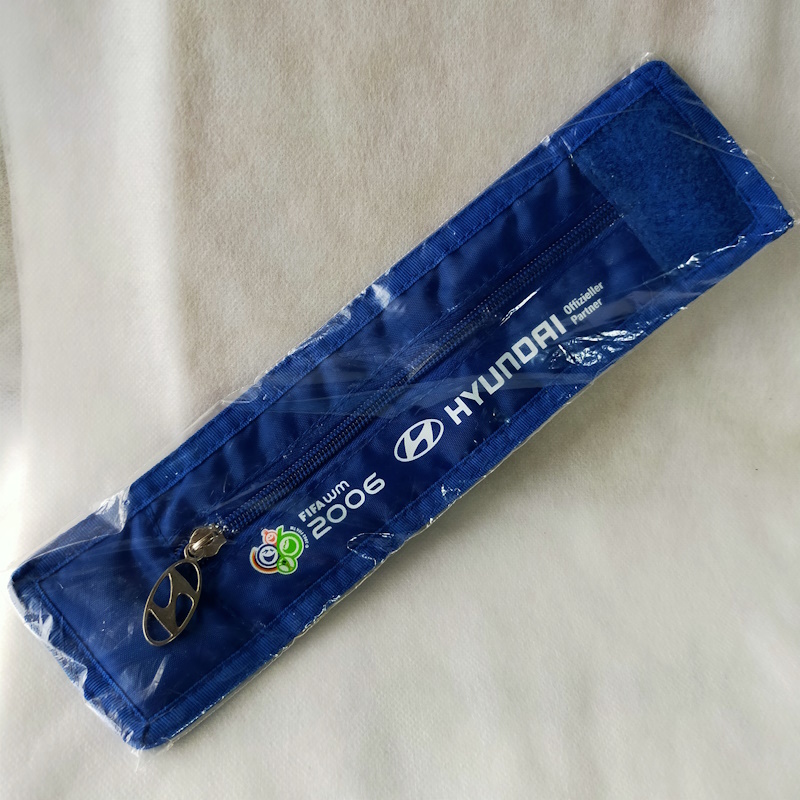 FIFA WM
2006
HYUNDAI
Offizieller
Partner